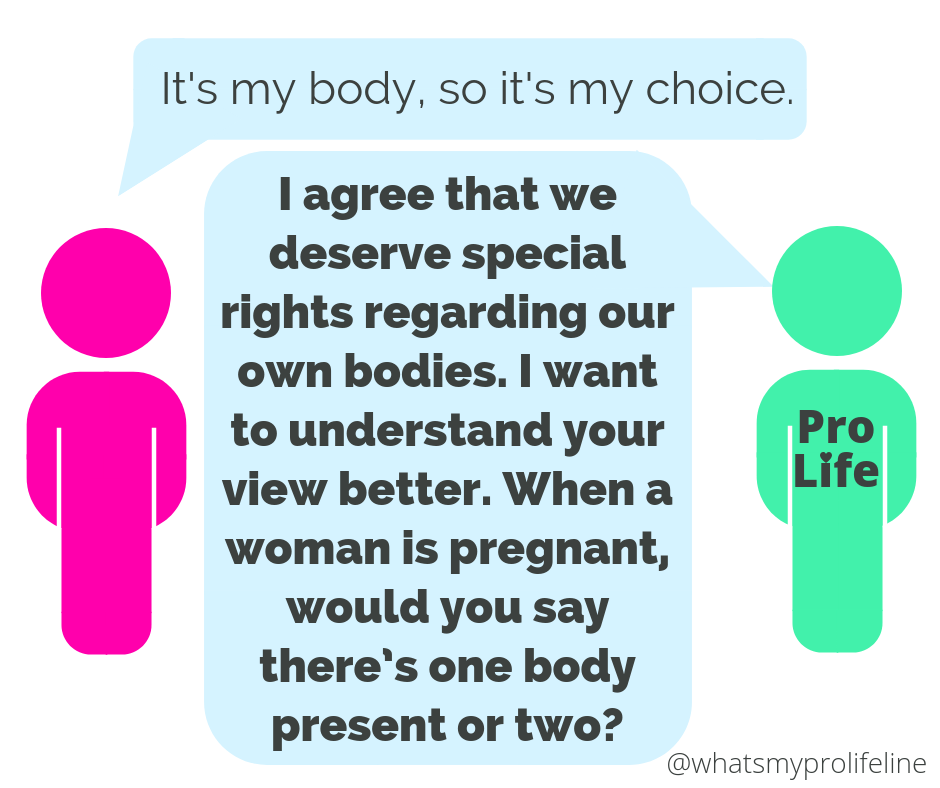 It's my body, so it's my choice.
I agree that we
deserve special
rights regarding our
own bodies. I want
to understand your
view better. When a
woman is pregnant,
would you say
there’s one body
present or two?
Pro
Life
@whatsmyprolifeline